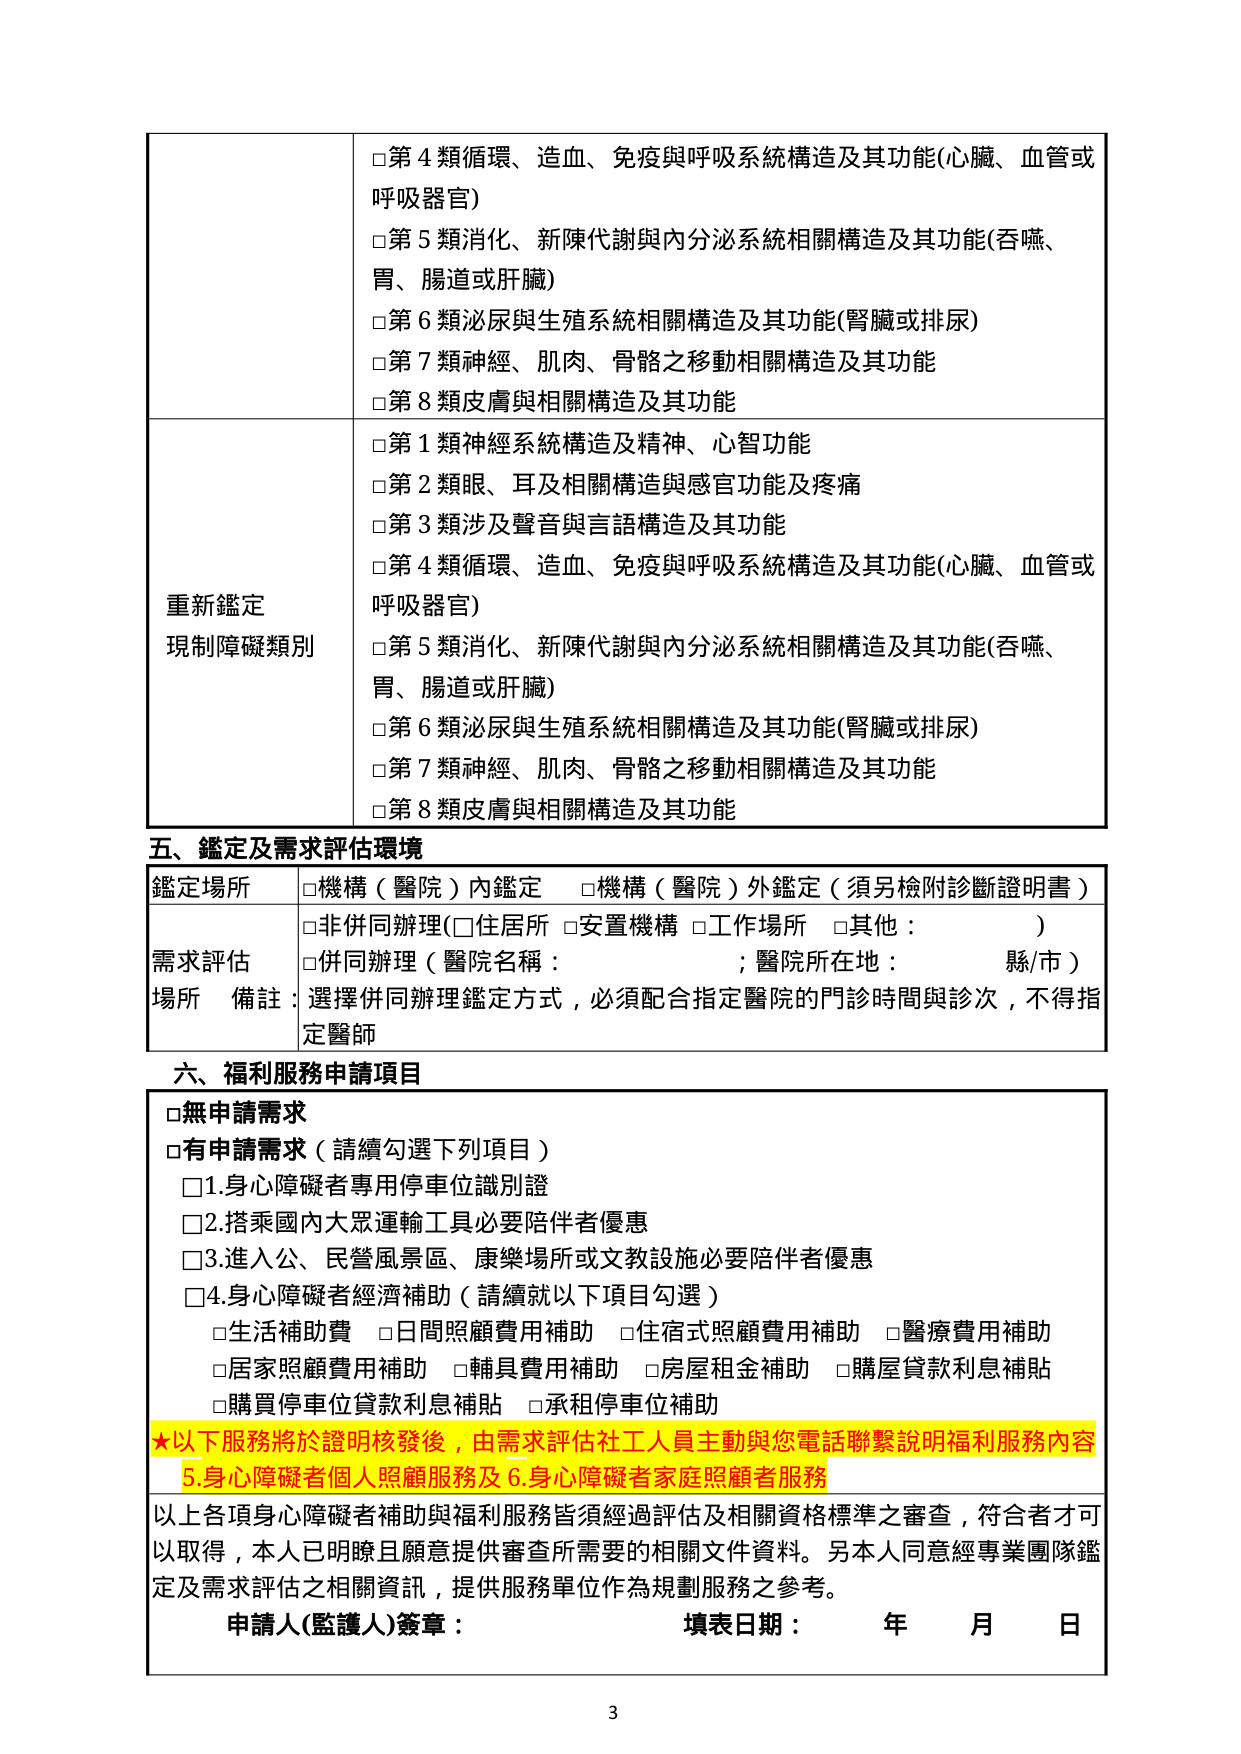 □第 4 類循環、造血、免疫與呼吸系統構造及其功能(心臟、血管或
呼吸器官)
□第 5 類消化、新陳代謝與內分泌系統相關構造及其功能(吞嚥、
胃、腸道或肝臟)
□第 6 類泌尿與生殖系統相關構造及其功能(腎臟或排尿)
□第 7 類神經、肌肉、骨骼之移動相關構造及其功能
□第 8 類皮膚與相關構造及其功能
重新鑑定
現制障礙類別
□第 1 類神經系統構造及精神、心智功能
□第 2 類眼、耳及相關構造與感官功能及疼痛
□第 3 類涉及聲音與言語構造及其功能
□第 4 類循環、造血、免疫與呼吸系統構造及其功能(心臟、血管或
呼吸器官)
□第 5 類消化、新陳代謝與內分泌系統相關構造及其功能(吞嚥、
胃、腸道或肝臟)
□第 6 類泌尿與生殖系統相關構造及其功能(腎臟或排尿)
□第 7 類神經、肌肉、骨骼之移動相關構造及其功能
□第 8 類皮膚與相關構造及其功能
五、鑑定及需求評估環境
鑑定場所 □機構（醫院）內鑑定 □機構（醫院）外鑑定（須另檢附診斷證明書）
需求評估
場所
□非併同辦理(□住居所 □安置機構 □工作場所 □其他： )
□併同辦理（醫院名稱： ；醫院所在地： 縣/市）
備註：選擇併同辦理鑑定方式，必須配合指定醫院的門診時間與診次，不得指
定醫師
六、福利服務申請項目
□無申請需求
□有申請需求（請續勾選下列項目）
□1.身心障礙者專用停車位識別證
□2.搭乘國內大眾運輸工具必要陪伴者優惠
□3.進入公、民營風景區、康樂場所或文教設施必要陪伴者優惠
□4.身心障礙者經濟補助（請續就以下項目勾選）
□生活補助費 □日間照顧費用補助 □住宿式照顧費用補助 □醫療費用補助
□居家照顧費用補助 □輔具費用補助 □房屋租金補助 □購屋貸款利息補貼
□購買停車位貸款利息補貼 □承租停車位補助
★以下服務將於證明核發後，由需求評估社工人員主動與您電話聯繫說明福利服務內容
5.身心障礙者個人照顧服務及 6.身心障礙者家庭照顧者服務
以上各項身心障礙者補助與福利服務皆須經過評估及相關資格標準之審查，符合者才可
以取得，本人已明瞭且願意提供審查所需要的相關文件資料。另本人同意經專業團隊鑑
定及需求評估之相關資訊，提供服務單位作為規劃服務之參考。
申請人(監護人)簽章： 填表日期： 年 月 日
3